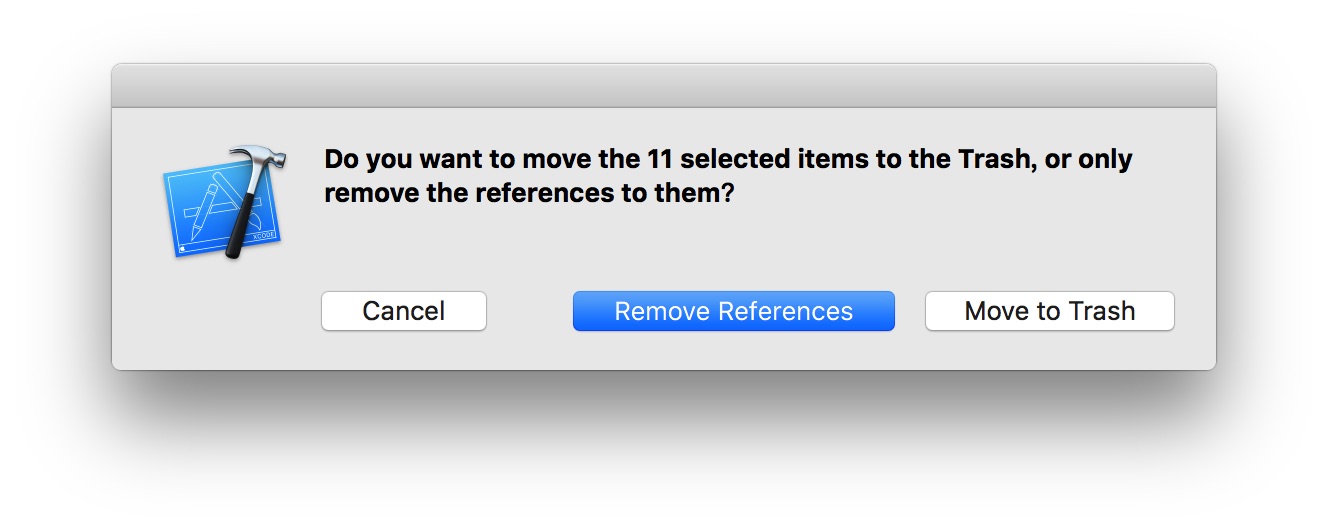 Do you want to move the 11 selected items to the Trash, or only
remove the references to them?
XCODE
Cancel
Remove References
Move to Trash